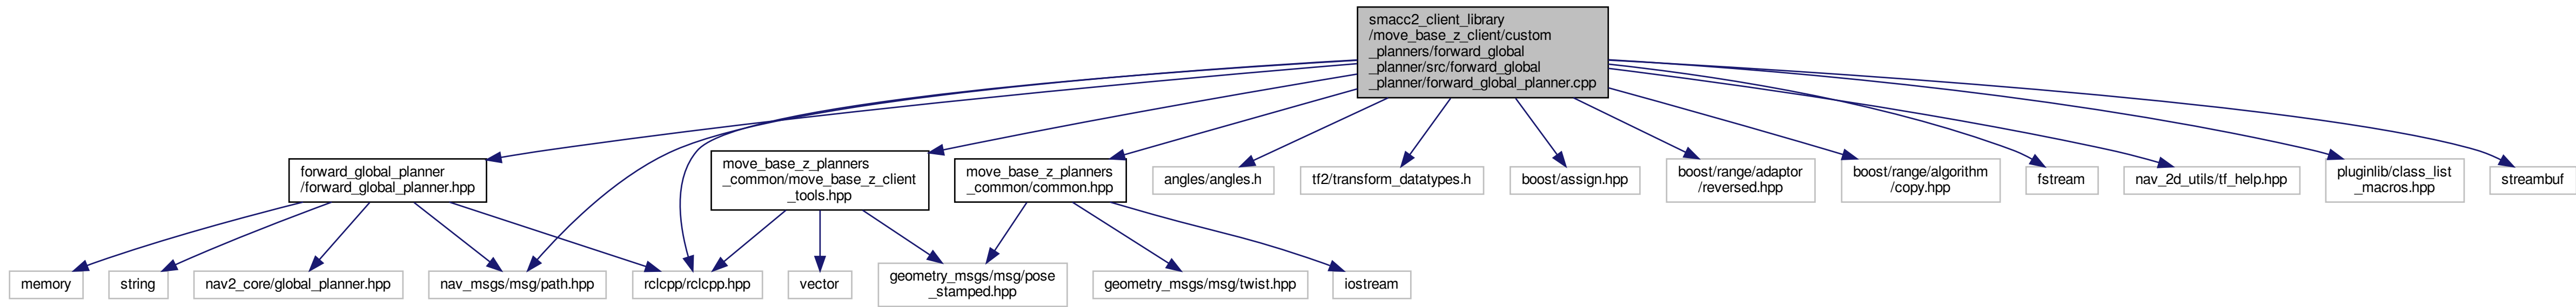 smacc2_client_library
/move_base_z_client/custom
_planners/forward_global
_planner/src/forward_global
_planner/forward_global_planner.cpp
forward_global_planner
/forward_global_planner.hpp
move_base_z_planners
_common/move_base_z_client
_tools.hpp
move_base_z_planners
_common/common.hpp
angles/angles.h
tf2/transform_datatypes.h
boost/assign.hpp
boost/range/adaptor
/reversed.hpp
boost/range/algorithm
/copy.hpp
fstream
nav_2d_utils/tf_help.hpp
pluginlib/class_list
_macros.hpp
streambuf
memory
string
nav2_core/global_planner.hpp
nav_msgs/msg/path.hpp
rclcpp/rclcpp.hpp
vector
geometry_msgs/msg/pose
_stamped.hpp
geometry_msgs/msg/twist.hpp
iostream